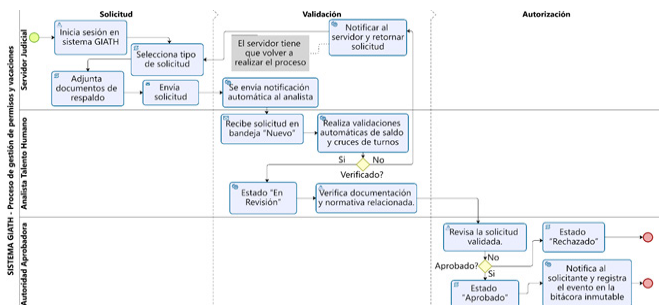 Solicitud
Validación
Autorización
SISTEMA GIATH - Proceso de gestión de permisos y vacaciones
Servidor Judicial
Inicia sesión en
sistema GIATH
Selecciona tipo
de solicitud
Adjunta
documentos de
respaldo
Envia
solicitud
El servidor tiene
que volver a
realizar el proceso
Notificar al
servidor y retornar
solicitud
Se envía notificación
automática al analista
Analista Talento Humano
Recibe solicitud en
bandeja "Nuevo"
Realiza validaciones
automáticas de saldo
y cruces de turnos
Si
No
Verificado?
Estado "En
Revisión"
Verifica documentación
y normativa relacionada.
Autoridad Aprobadora
Revisa la solicitud
validada.
No
Aprobado?
Si
Estado
"Rechazado"
Estado
"Aprobado"
Notifica al
solicitante y registra
el evento en la
bitácora inmutable